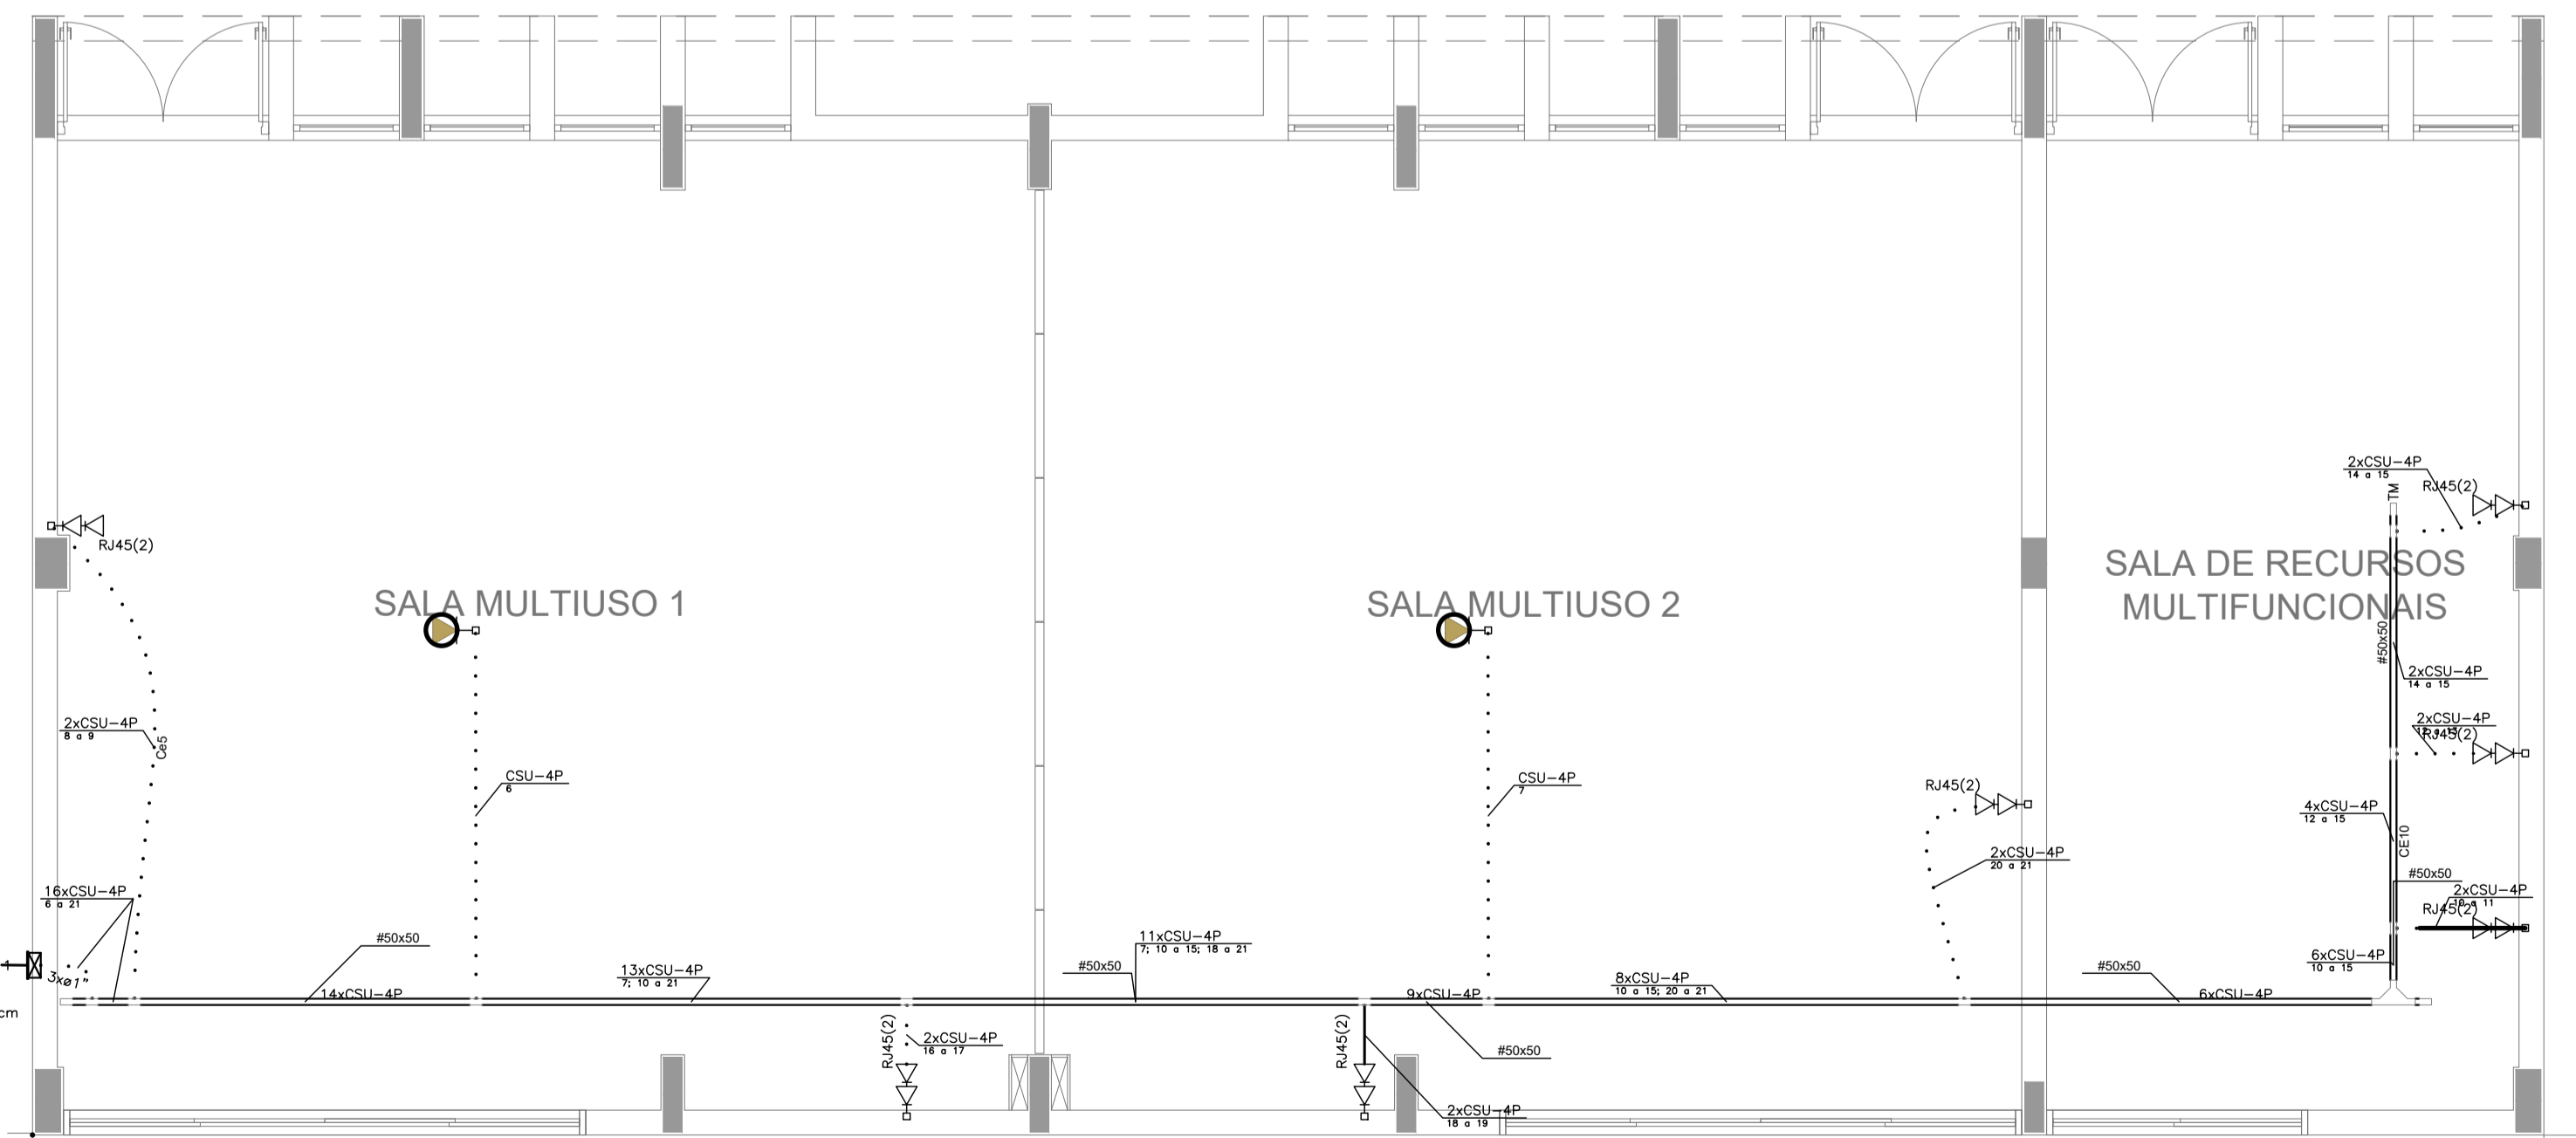 2xCSU-4P
14 a 15
TM
RJ45(2)
RJ45(2)
SALA DE RECURSOS
MULTIFUNCIONAIS
SALA MULTIUSO 1
SALA MULTIUSO 2
#50x50
2xCSU-4P
14 a 15
2xCSU-4P
8 a 9
Ce5
2xCSU-4P
RJ45(2)
CSU-4P
6
CSU-4P
7
RJ45(2)
4xCSU-4P
12 a 15
CE10
2xCSU-4P
20 a 21
#50x50
16xCSU-4P
6 a 21
2xCSU-4P
10 a 11
RJ45(2)
#50x50
11xCSU-4P
7; 10 a 15; 18 a 21
6xCSU-4P
10 a 15
1
3xø1"
13xCSU-4P
7; 10 a 21
#50x50
8xCSU-4P
10 a 15; 20 a 21
#50x50
14xCSU-4P
9xCSU-4P
6xCSU-4P
cm
RJ45(2)
2xCSU-4P
16 a 17
RJ45(2)
#50x50
2xCSU-4P
18 a 19